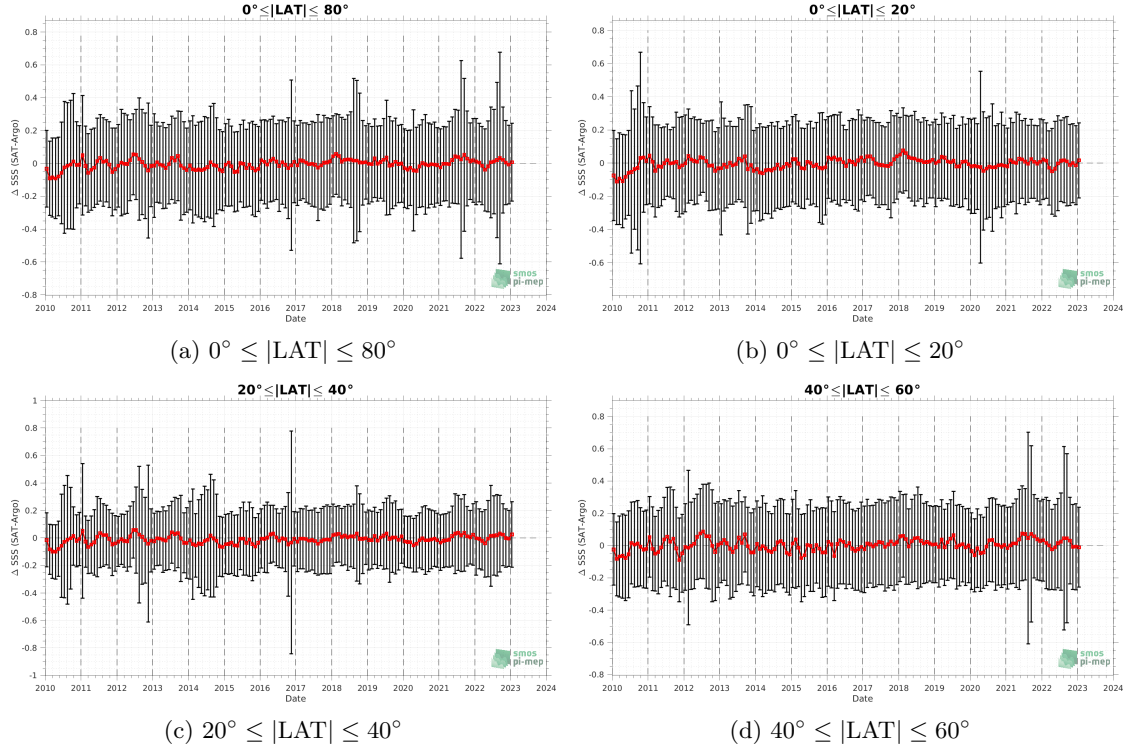 0°≤|LAT|≤ 80°
Δ SSS (SAT-Argo)
0.8
0.6
0.4
0.2
0
-0.2
-0.4
-0.6
-0.8
2010 2011 2012 2013 2014 2015 2016 2017 2018 2019 2020 2021 2022 2023 2024
Date
smos
pi-mep
(a) 0° ≤ |LAT| ≤ 80°
0°≤|LAT|≤ 20°
Δ SSS (SAT-Argo)
0.8
0.6
0.4
0.2
0
-0.2
-0.4
-0.6
2010 2011 2012 2013 2014 2015 2016 2017 2018 2019 2020 2021 2022 2023 2024
Date
smos
pi-mep
(b) 0° ≤ |LAT| ≤ 20°
20°≤|LAT|≤ 40°
Δ SSS (SAT-Argo)
1
0.8
0.6
0.4
0.2
0
-0.2
-0.4
-0.6
-0.8
-1
2010 2011 2012 2013 2014 2015 2016 2017 2018 2019 2020 2021 2022 2023 2024
Date
smos
pi-mep
(c) 20° ≤ |LAT| ≤ 40°
40°≤|LAT|≤ 60°
Δ SSS (SAT-Argo)
0.8
0.6
0.4
0.2
0
-0.2
-0.4
-0.6
-0.8
2010 2011 2012 2013 2014 2015 2016 2017 2018 2019 2020 2021 2022 2023 2024
Date
smos
pi-mep
(d) 40° ≤ |LAT| ≤ 60°